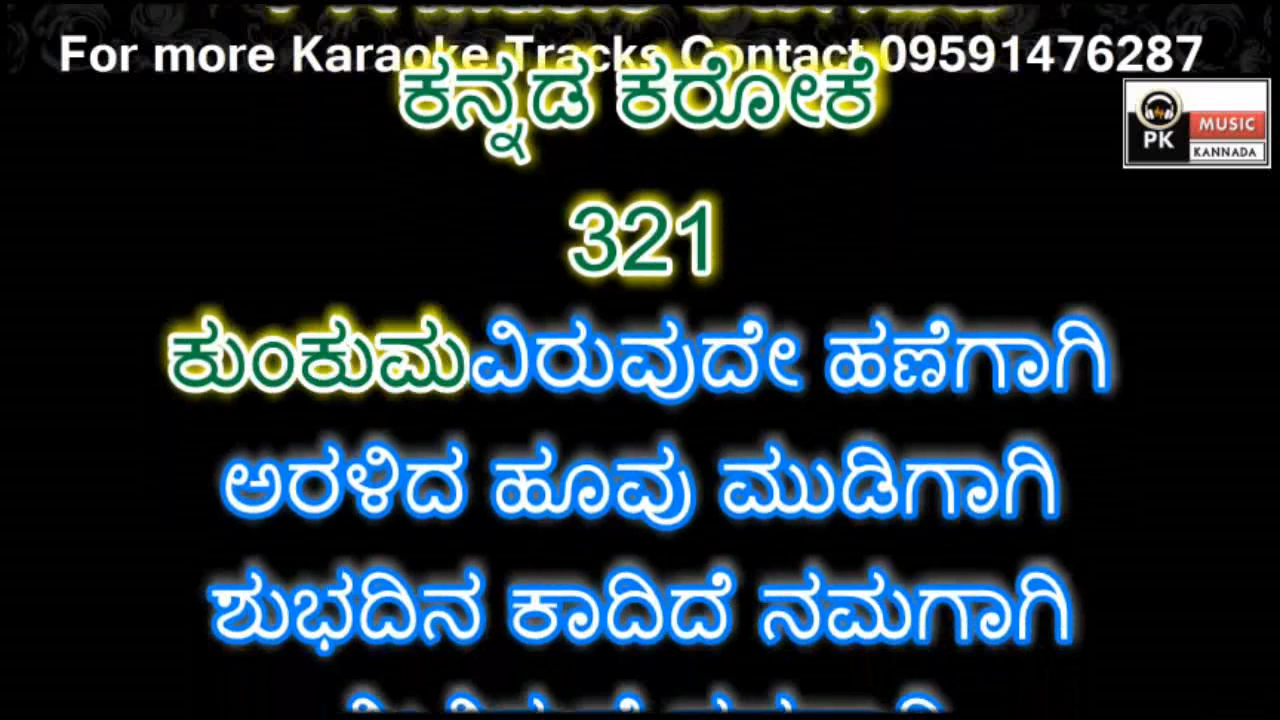 For more Karaoke Tracks Contact 09591476287
ಕನ್ನಡ ಕರೋಕೆ
PK MUSIC
KANNADA
321
ಕುಂಕುಮವಿರುವುದೇ ಹಣೆಗಾಗಿ
ಅರಳಿದ ಹೂವು ಮುಡಿಗಾಗಿ
ಶುಭದಿನ ಕಾದಿದೆ ನಮಗಾಗಿ